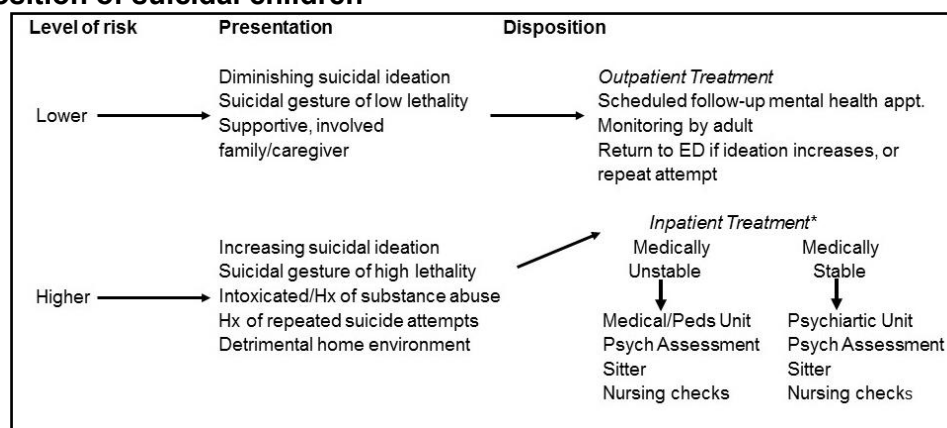 position of suicidal children
Level of risk Presentation Disposition
Lower
Diminishing suicidal ideation
Suicidal gesture of low lethality
Supportive, involved
family/caregiver
Outpatient Treatment
Scheduled follow-up mental health appt.
Monitoring by adult
Return to ED if ideation increases, or
repeat attempt
Higher
Increasing suicidal ideation
Suicidal gesture of high lethality
Intoxicated/Hx of substance abuse
Hx of repeated suicide attempts
Detrimental home environment
Inpatient Treatment*
Medically
Unstable
Medical/Peds Unit
Psych Assessment
Sitter
Nursing checks
Medically
Stable
Psychiartic Unit
Psych Assessment
Sitter
Nursing checks